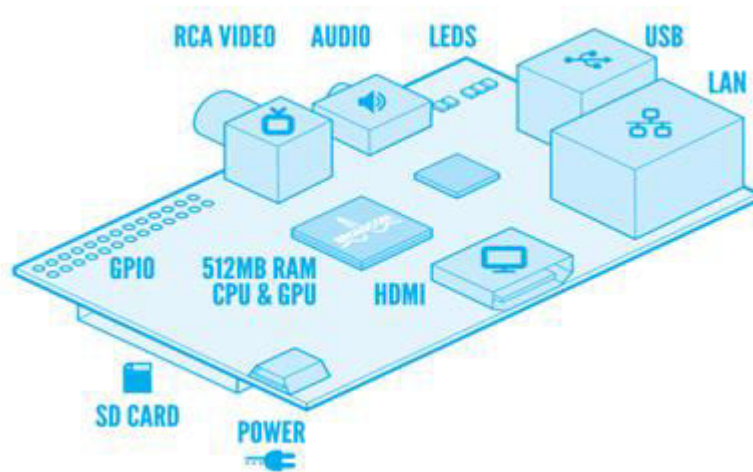 RCA VIDEO
AUDIO
LEDS
USB
LAN
GPIO
512MB RAM
CPU & GPU
HDMI
SD CARD
POWER